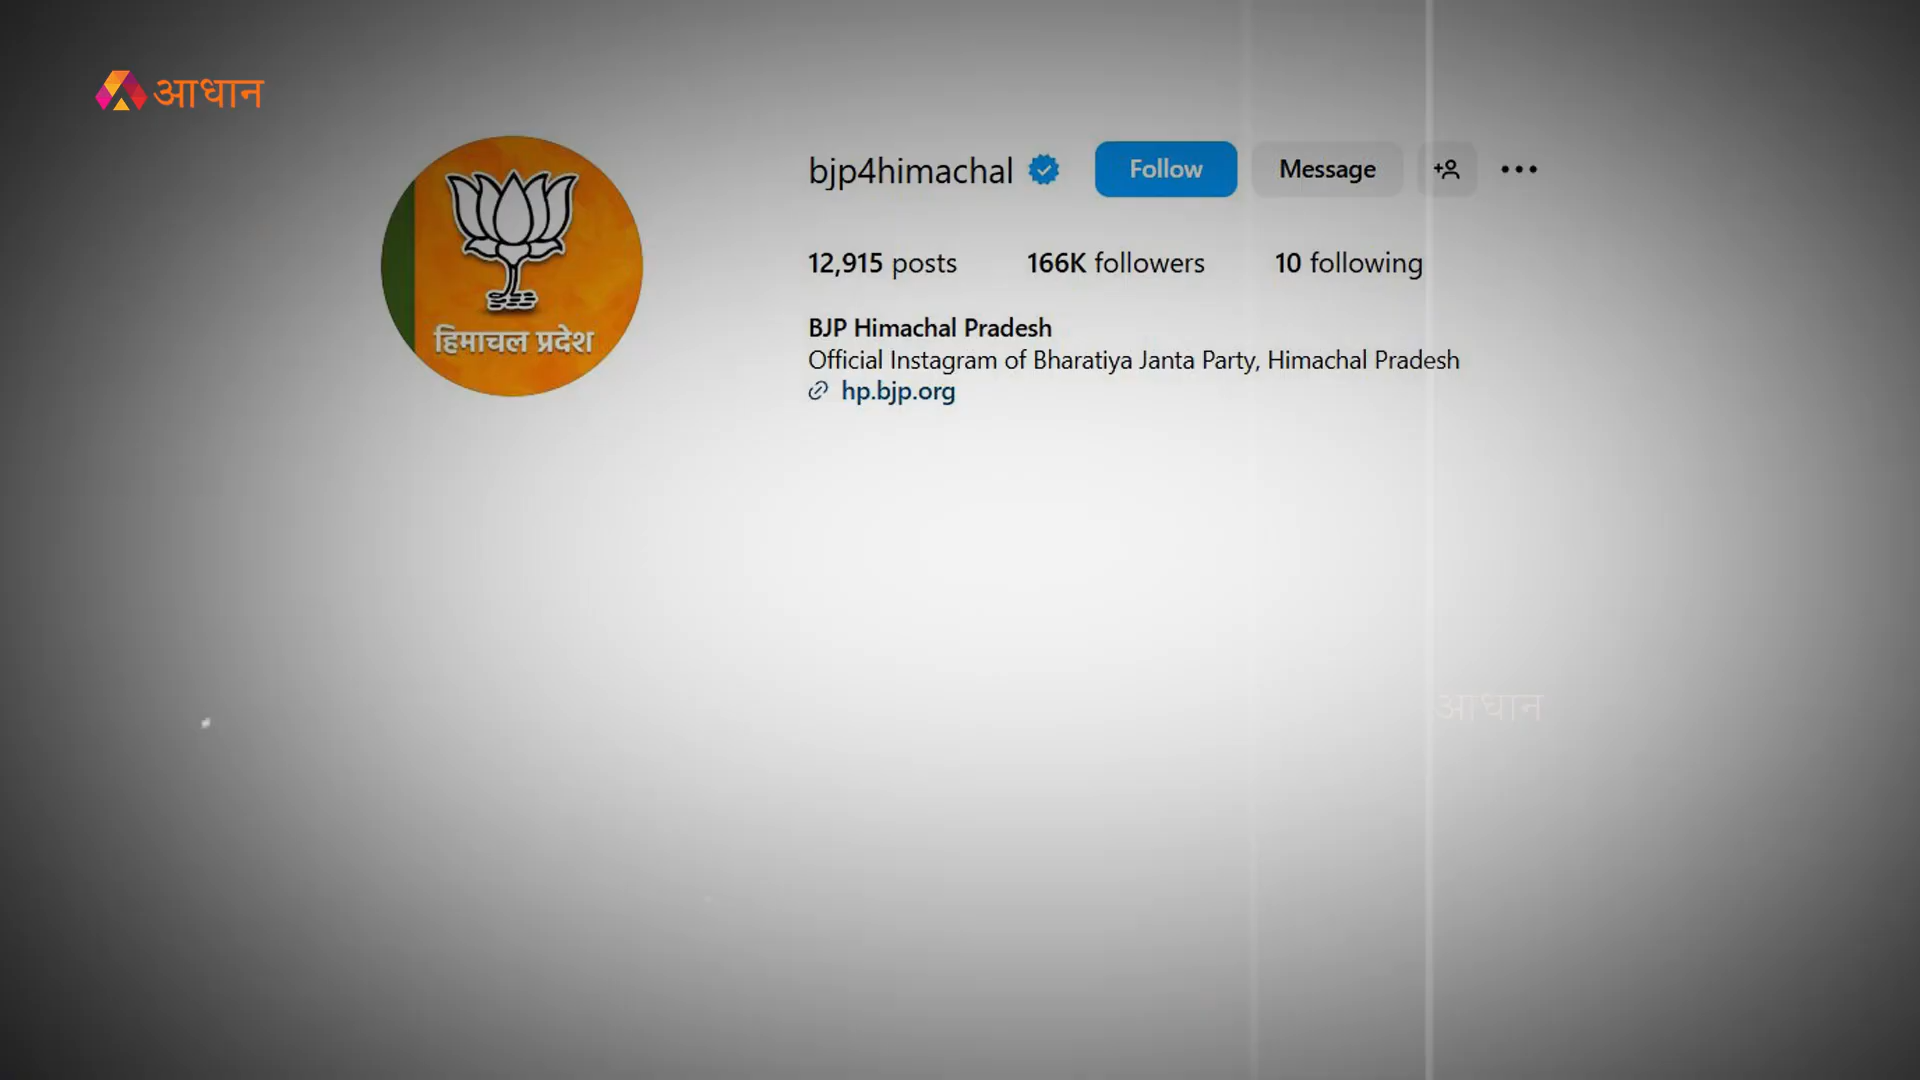 आधान
bjp4himachal Follow Message
12,915 posts 166K followers 10 following
हिमाचल प्रदेश
BJP Himachal Pradesh
Official Instagram of Bharatiya Janta Party, Himachal Pradesh
hp.bjp.org
आधान